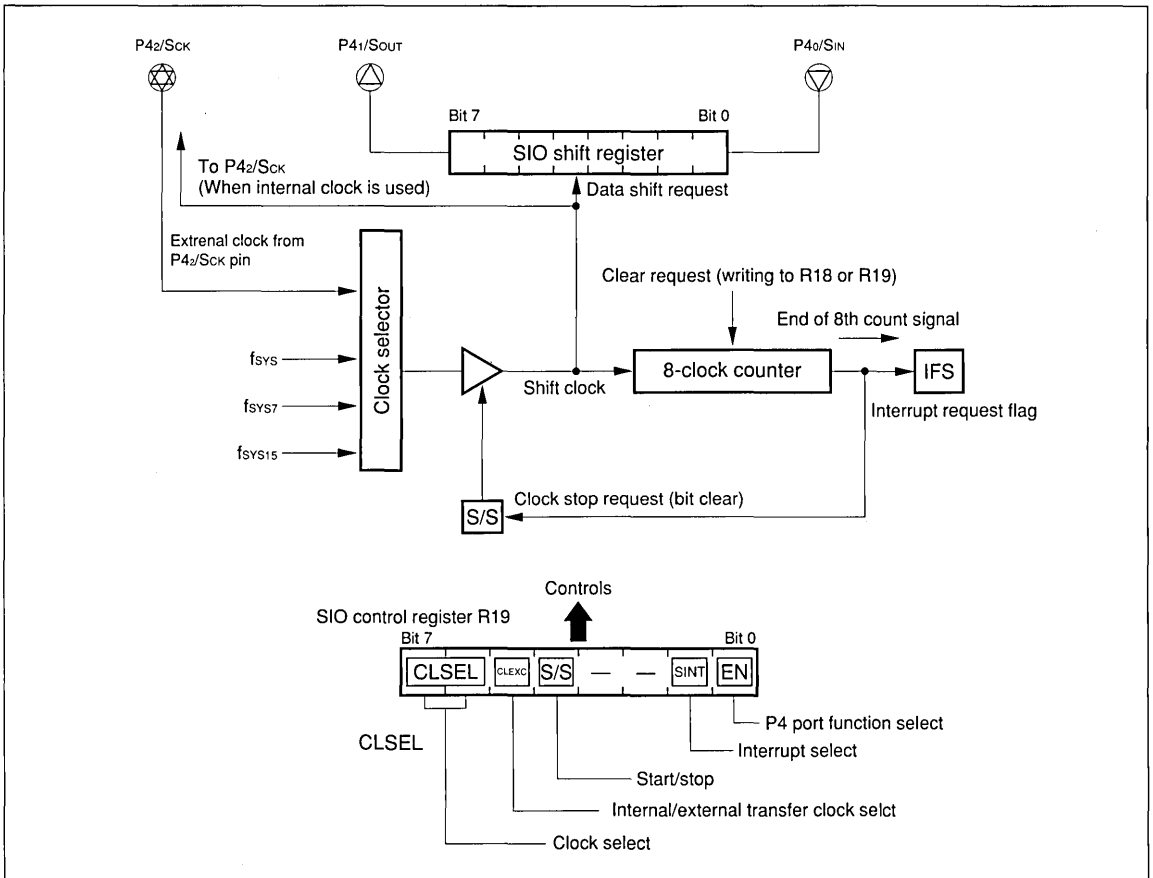 P42/SCK
P41/SOUT
P40/SIN
Bit 7
Bit 0
SIO shift register
To P42/SCK
(When internal clock is used)
Data shift request
Extrenal clock from
P42/SCK pin
Clear request (writing to R18 or R19)
End of 8th count signal
Clock selector
fSYS
fSYS7
fSYS15
Shift clock
8-clock counter
IFS
Interrupt request flag
Clock stop request (bit clear)
S/S
Controls
SIO control register R19
Bit 7
Bit 0
CLSEL CLEXC S/S — — SINT EN
P4 port function select
CLSEL
Interrupt select
Start/stop
Internal/external transfer clock selct
Clock select